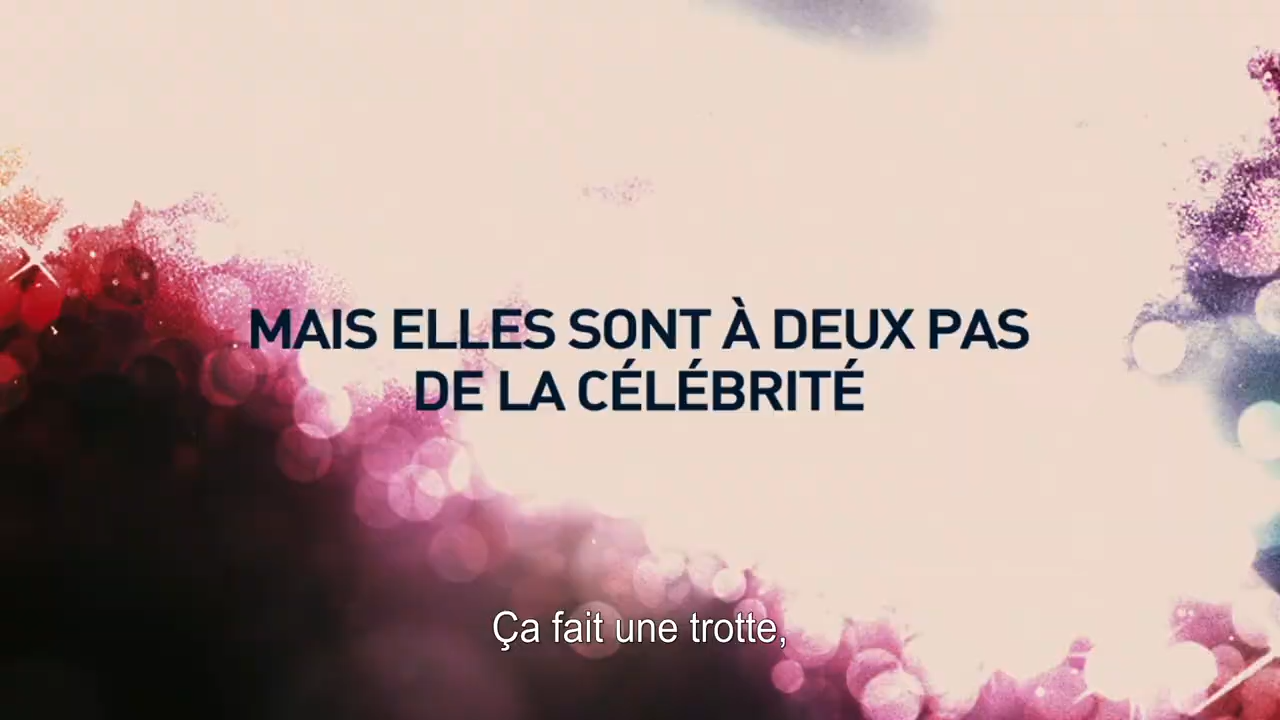 MAIS ELLES SONT À DEUX PAS
DE LA CÉLÉBRITÉ
Ça fait une trotte,